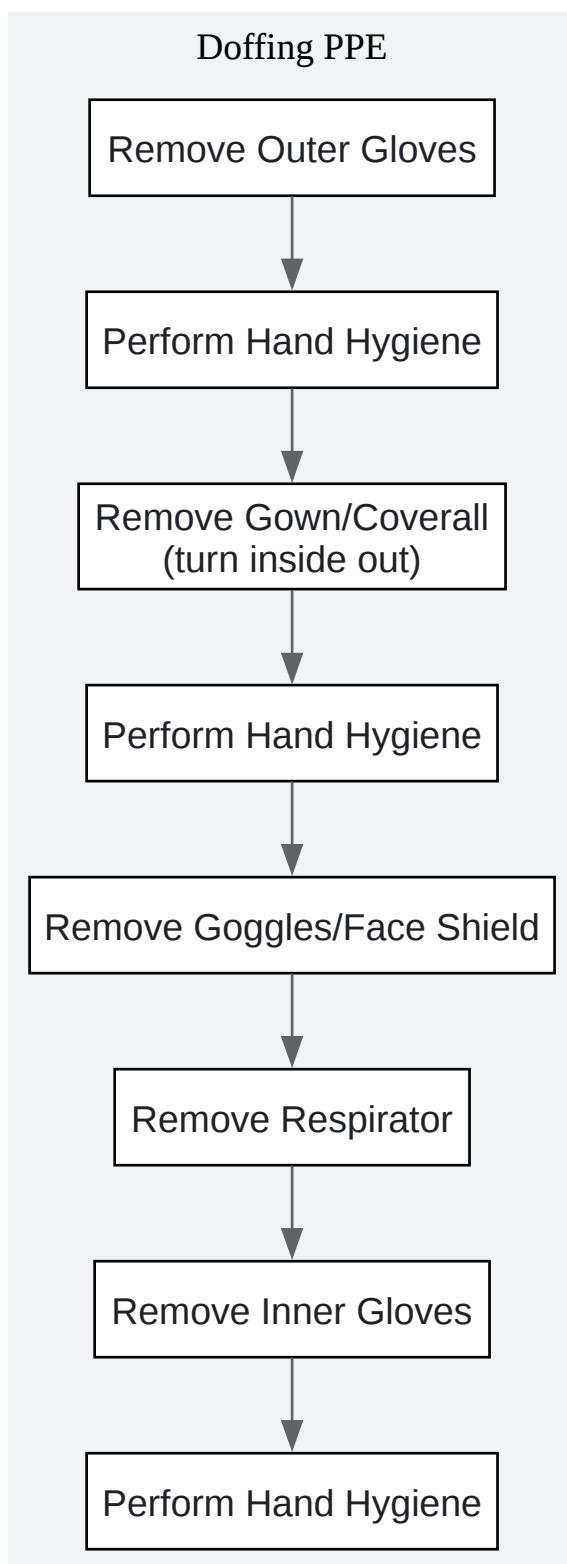 Doffing PPE
Remove Outer Gloves
Perform Hand Hygiene
Remove Gown/Coverall
(turn inside out)
Perform Hand Hygiene
Remove Goggles/Face Shield
Remove Respirator
Remove Inner Gloves
Perform Hand Hygiene